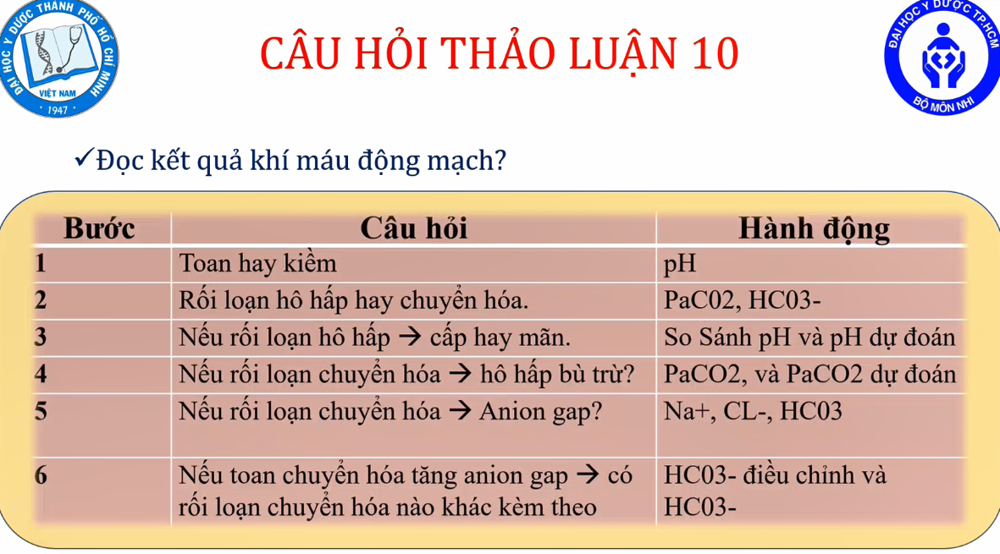 ĐẠI HỌC Y DƯỢC THÀNH PHỐ HỒ CHÍ MINH
VIỆT NAM
1947
CÂU HỎI THẢO LUẬN 10
ĐẠI HỌC Y DƯỢC TP.HCM
BỘ MÔN NHI
✓Đọc kết quả khí máu động mạch?
Bước Câu hỏi Hành động
1 Toan hay kiềm pH
2 Rối loạn hô hấp hay chuyển hóa. PaC02, HC03-
3 Nếu rối loạn hô hấp → cấp hay mãn. So Sánh pH và pH dự đoán
4 Nếu rối loạn chuyển hóa → hô hấp bù trừ? PaCO2, và PaCO2 dự đoán
5 Nếu rối loạn chuyển hóa → Anion gap? Na+, CL-, HC03
6 Nếu toan chuyển hóa tăng anion gap → có HC03- điều chỉnh và
rối loạn chuyển hóa nào khác kèm theo HC03-